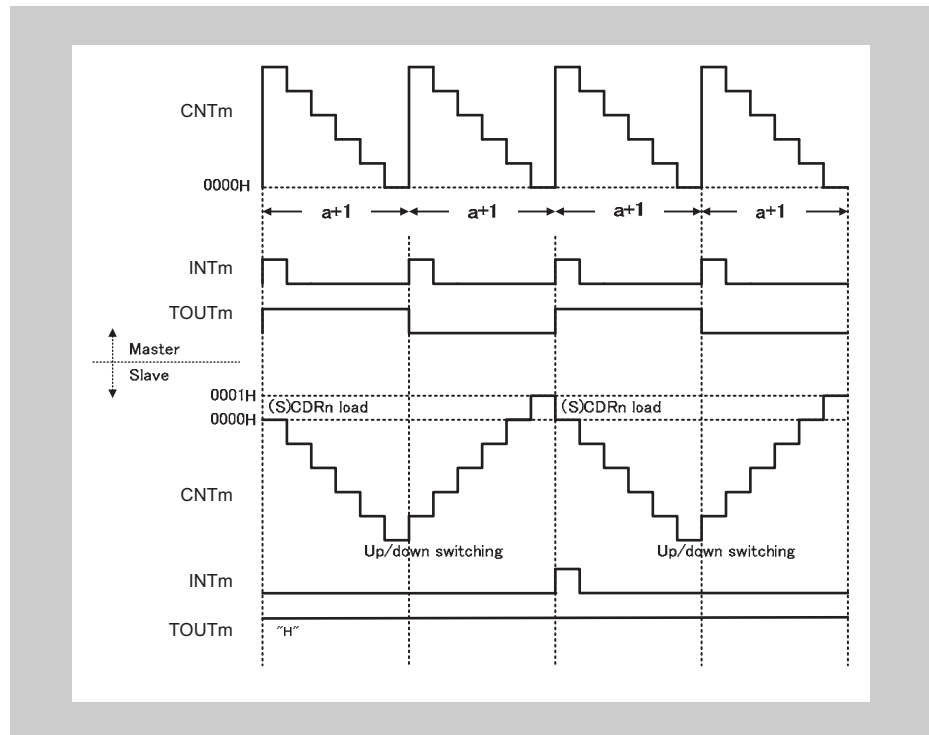 CNTm
0000H
a+1 a+1 a+1 a+1
INTm
TOUTm
Master
Slave
0001H
(S)CDRn load (S)CDRn load
0000H
CNTm
Up/down switching Up/down switching
INTm
TOUTm
"H"